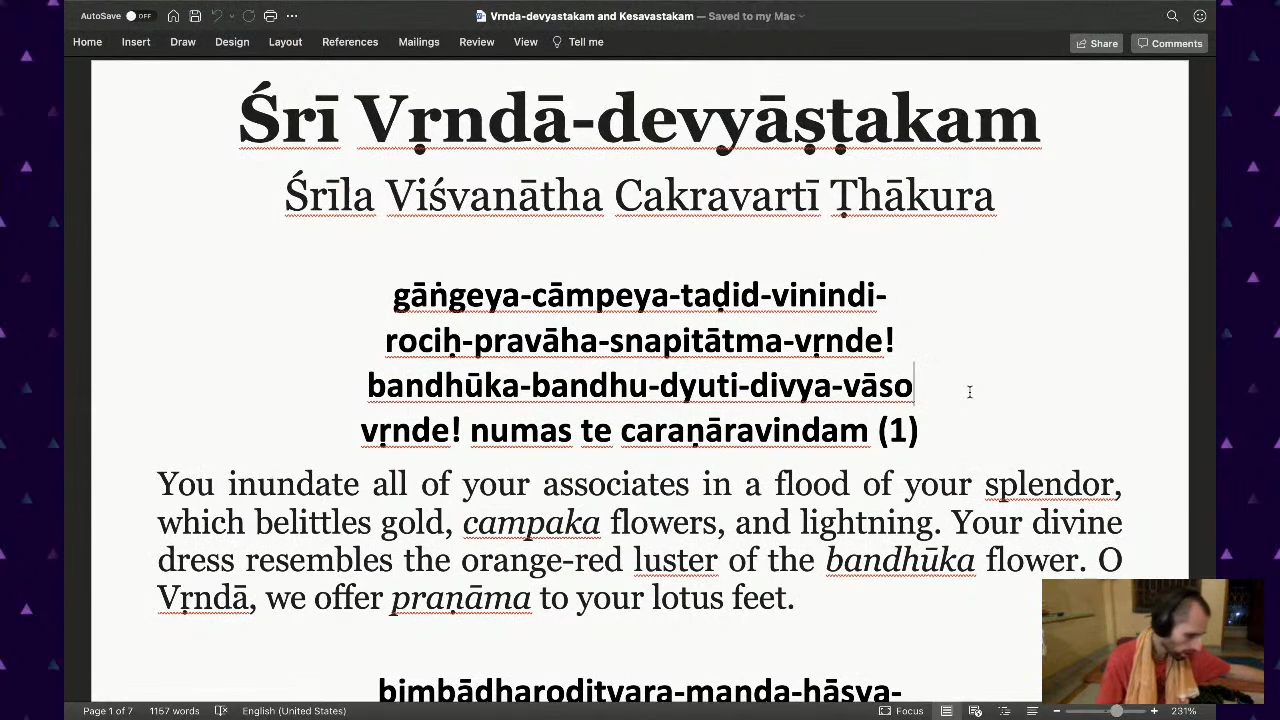 AutoSave OFF Vrnda-devyastakam and Kesavastakam — Saved to my Mac
Home Insert Draw Design Layout References Mailings Review View Tell me Share Comments
Śrī Vṛndā-devyāṣṭakam
Śrīla Viśvanātha Cakravartī Ṭhākura
gāṅgeya-cāmpeya-taḍid-vinindi-
rociḥ-pravāha-snapitātma-vṛnde!
bandhūka-bandhu-dyuti-divya-vāso
vṛnde! numas te caraṇāravindam (1)
You inundate all of your associates in a flood of your splendor,
which belittles gold, campaka flowers, and lightning. Your divine
dress resembles the orange-red luster of the bandhūka flower. O
Vṛndā, we offer praṇāma to your lotus feet.
bimbādharoditvara-manda-hāsya-
Page 1 of 7 1157 words English (United States) Focus 231%